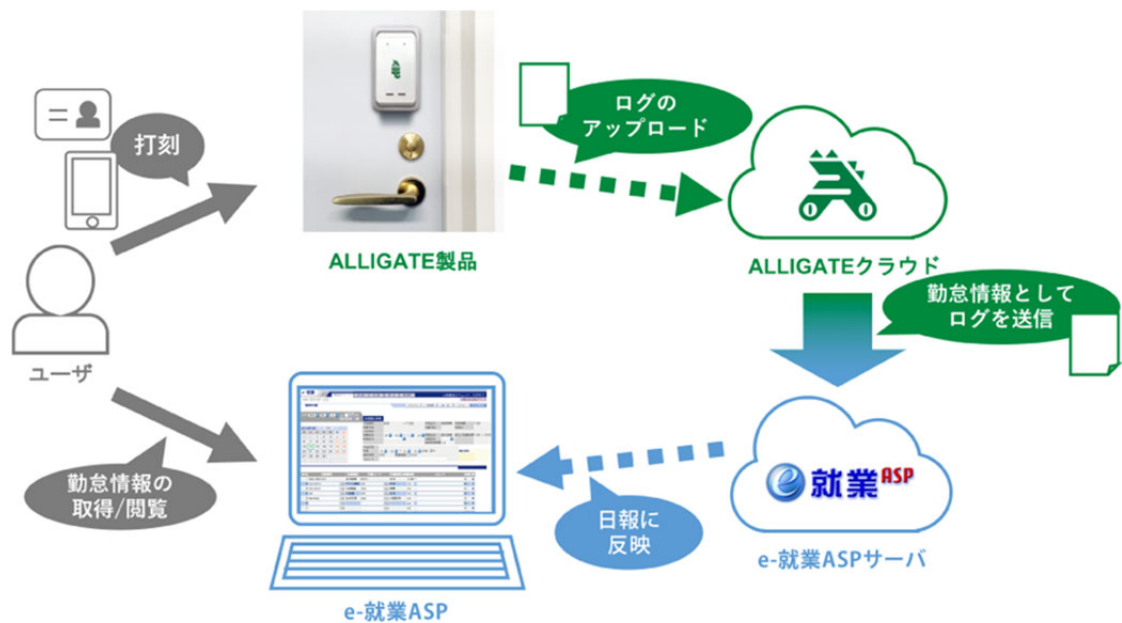 打刻
ユーザ
ALLIGATE製品
ログの
アップロード
ALLIGATEクラウド
勤怠情報として
ログを送信
就業ASP
e-就業ASPサーバ
日報に
反映
e-就業ASP
勤怠情報の
取得/閲覧